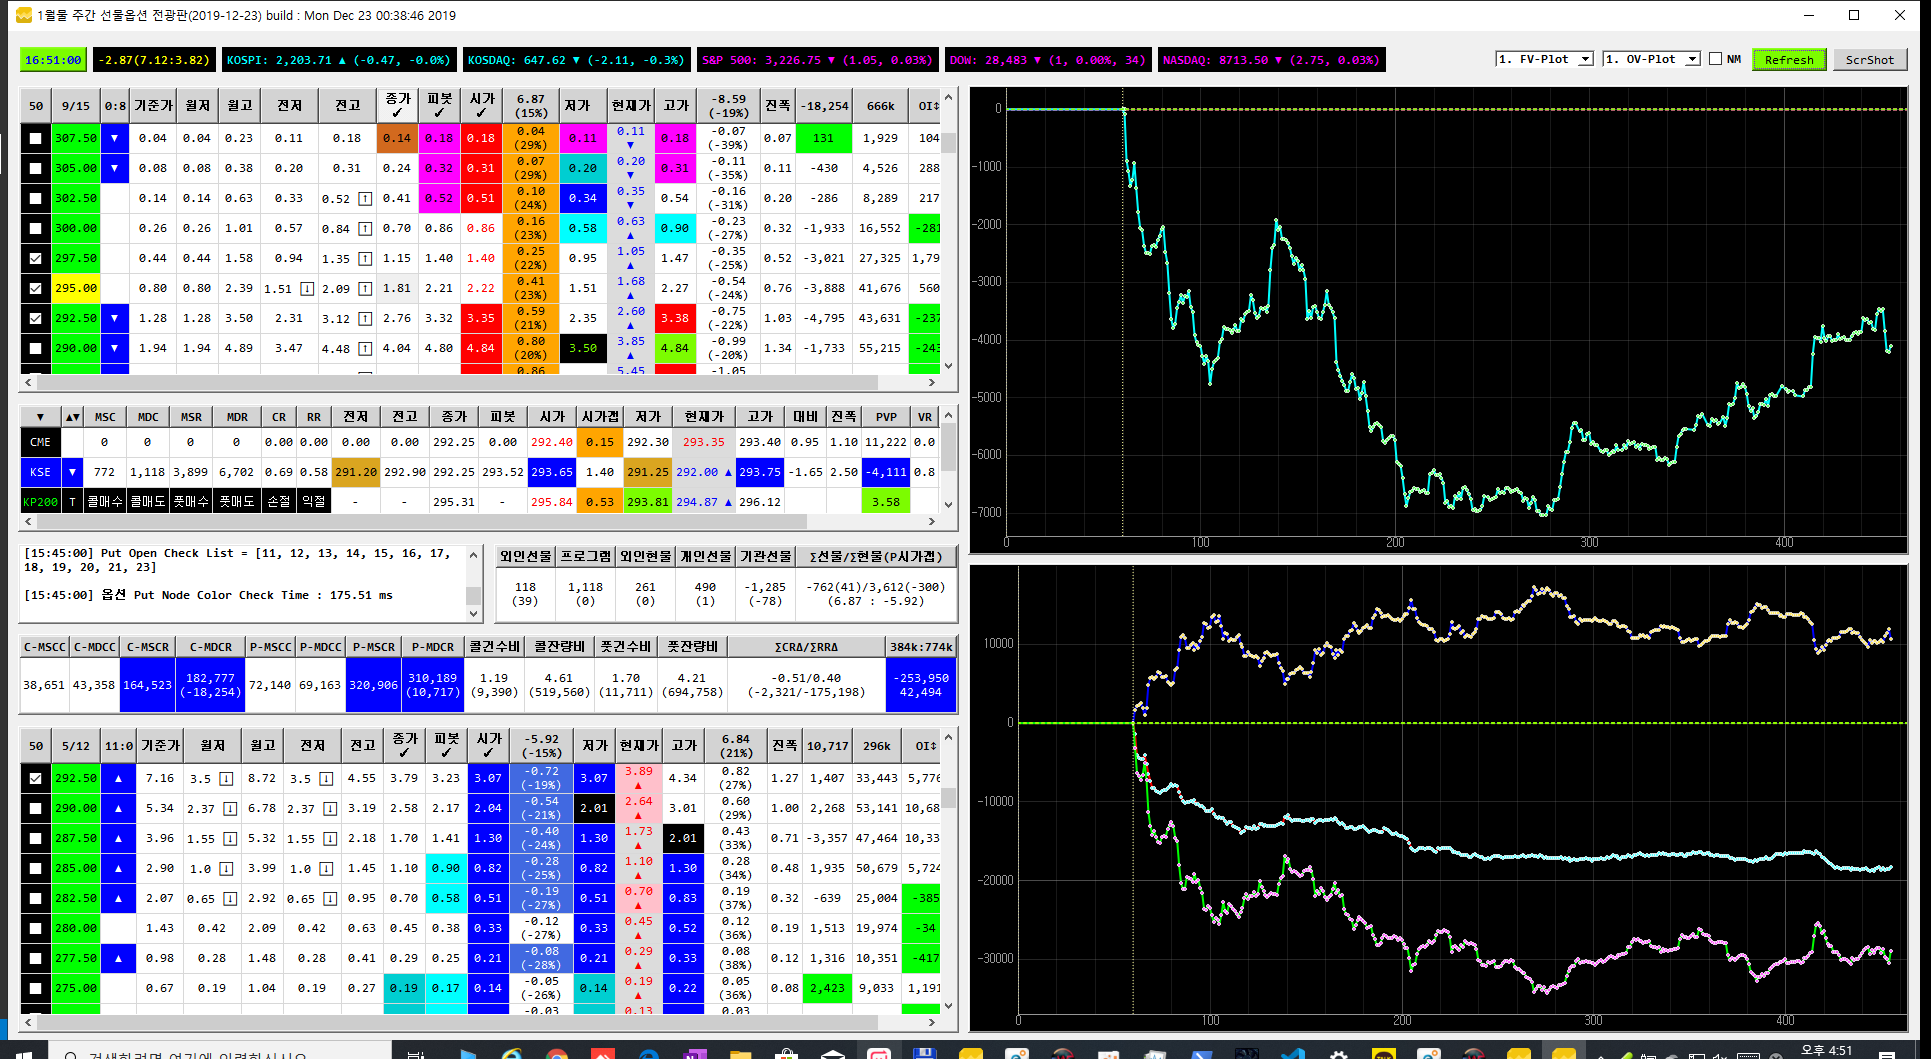 1월물 주간 선물옵션 전광판(2019-12-23) build : Mon Dec 23 00:38:46 2019
16:51:00 -2.87(7.12:3.82) KOSPI: 2,203.71 ▲ (-0.47, -0.0%) KOSDAQ: 647.62 ▼ (-2.11, -0.3%) S&P 500: 3,226.75 ▼ (1.05, 0.03%) DOW: 28,483 ▼ (1, 0.00%, 34) NASDAQ: 8713.50 ▼ (2.75, 0.03%) 1. FV-Plot 1. OV-Plot NM Refresh ScrShot
50 9/15 0:8 기준가 월저 월고 전저 전고 종가 ✓ 피봇 ✓ 시가 ✓ 6.87 (15%) 저가 현재가 고가 -8.59 (-19%) 진폭 -18,254 666k OI↕
307.50 ▼ 0.04 0.04 0.23 0.11 0.18 0.14 0.18 0.18 0.04 (29%) 0.11 0.11 ▼ 0.18 -0.07 (-39%) 0.07 131 1,929 104
305.00 ▼ 0.08 0.08 0.38 0.20 0.31 0.24 0.32 0.31 0.07 (29%) 0.20 0.20 ▼ 0.31 -0.11 (-35%) 0.11 -430 4,526 288
302.50 0.14 0.14 0.63 0.33 0.52 ↑ 0.41 0.52 0.51 0.10 (24%) 0.34 0.35 ▼ 0.54 -0.16 (-31%) 0.20 -286 8,289 217
300.00 0.26 0.26 1.01 0.57 0.84 ↑ 0.70 0.86 0.86 0.16 (23%) 0.58 0.63 ▲ 0.90 -0.23 (-27%) 0.32 -1,933 16,552 -281
297.50 0.44 0.44 1.58 0.94 1.35 ↑ 1.15 1.40 1.40 0.25 (22%) 0.95 1.05 ▲ 1.47 -0.35 (-25%) 0.52 -3,021 27,325 1,79
295.00 0.80 0.80 2.39 1.51 ↓ 2.09 ↑ 1.81 2.21 2.22 0.41 (23%) 1.51 1.68 ▲ 2.27 -0.54 (-24%) 0.76 -3,888 41,676 560
292.50 ▼ 1.28 1.28 3.50 2.31 3.12 ↑ 2.76 3.32 3.35 0.59 (21%) 2.35 2.60 ▲ 3.38 -0.75 (-22%) 1.03 -4,795 43,631 -237
290.00 ▼ 1.94 1.94 4.89 3.47 4.48 ↑ 4.04 4.80 4.84 0.80 (20%) 3.50 3.85 ▲ 4.84 -0.99 (-20%) 1.34 -1,733 55,215 -243
0.86 5.45 -1.05
▼ ▲▼ MSC MDC MSR MDR CR RR 전저 전고 종가 피봇 시가 시가갭 저가 현재가 고가 대비 진폭 PVP VR
CME 0 0 0 0 0.00 0.00 0.00 0.00 292.25 0.00 292.40 0.15 292.30 293.35 293.40 0.95 1.10 11,222 0.0
KSE ▼ 772 1,118 3,899 6,702 0.69 0.58 291.20 292.90 292.25 293.52 293.65 1.40 291.25 292.00 ▲ 293.75 -1.65 2.50 -4,111 0.8
KP200 T 콜매수 콜매도 풋매수 풋매도 손절 익절 - - 295.31 - 295.84 0.53 293.81 294.87 ▲ 296.12 3.58
[15:45:00] Put Open Check List = [11, 12, 13, 14, 15, 16, 17,
18, 19, 20, 21, 23]
[15:45:00] 옵션 Put Node Color Check Time : 175.51 ms
외인선물 프로그램 외인현물 개인선물 기관선물 Σ선물/Σ현물(P시가갭)
118 1,118 261 490 -1,285 -762(41)/3,612(-300)
(39) (0) (0) (1) (-78) (6.87 : -5.92)
C-MSCC C-MDCC C-MSCR C-MDCR P-MSCC P-MDCC P-MSCR P-MDCR 콜건수비 콜잔량비 풋건수비 풋잔량비 ΣCRΔ/ΣRRΔ 384k:774k
38,651 43,358 164,523 182,777 (-18,254) 72,140 69,163 320,906 310,189 (10,717) 1.19 (9,390) 4.61 (519,560) 1.70 (11,711) 4.21 (694,758) -0.51/0.40 (-2,321/-175,198) -253,950 42,494
50 5/12 11:0 기준가 월저 월고 전저 전고 종가 ✓ 피봇 ✓ 시가 ✓ -5.92 (-15%) 저가 현재가 고가 6.84 (21%) 진폭 10,717 296k OI↕
292.50 ▲ 7.16 3.5 ↓ 8.72 3.5 ↓ 4.55 3.79 3.23 3.07 -0.72 (-19%) 3.07 3.89 ▲ 4.34 0.82 (27%) 1.27 1,407 33,443 5,776
290.00 ▲ 5.34 2.37 ↓ 6.78 2.37 ↓ 3.19 2.58 2.17 2.04 -0.54 (-21%) 2.01 2.64 ▲ 3.01 0.60 (29%) 1.00 2,268 53,141 10,68
287.50 ▲ 3.96 1.55 ↓ 5.32 1.55 ↓ 2.18 1.70 1.41 1.30 -0.40 (-24%) 1.30 1.73 ▲ 2.01 0.43 (33%) 0.71 -3,357 47,464 10,33
285.00 ▲ 2.90 1.0 ↓ 3.99 1.0 ↓ 1.45 1.10 0.90 0.82 -0.28 (-25%) 0.82 1.10 ▲ 1.30 0.28 (34%) 0.48 1,935 50,679 5,724
282.50 ▲ 2.07 0.65 ↓ 2.92 0.65 ↓ 0.95 0.70 0.58 0.51 -0.19 (-27%) 0.51 0.70 ▲ 0.83 0.19 (37%) 0.32 -639 25,004 -385
280.00 1.43 0.42 2.09 0.42 0.63 0.45 0.38 0.33 -0.12 (-27%) 0.33 0.45 ▲ 0.52 0.12 (36%) 0.19 1,513 19,974 -34
277.50 ▲ 0.98 0.28 1.48 0.28 0.41 0.29 0.25 0.21 -0.08 (-28%) 0.21 0.29 ▲ 0.33 0.08 (38%) 0.12 1,316 10,351 -417
275.00 0.67 0.19 1.04 0.19 0.27 0.19 0.17 0.14 -0.05 (-26%) 0.14 0.19 ▲ 0.22 0.05 (36%) 0.08 2,423 9,033 1,191
-0.03 0.13 0.03
0
-1000
-2000
-3000
-4000
-5000
-6000
-7000
0 100 200 300 400
10000
0
-10000
-20000
-30000
0 100 200 300 400
검색하려면 여기에 입력하십시오
오후 4:51